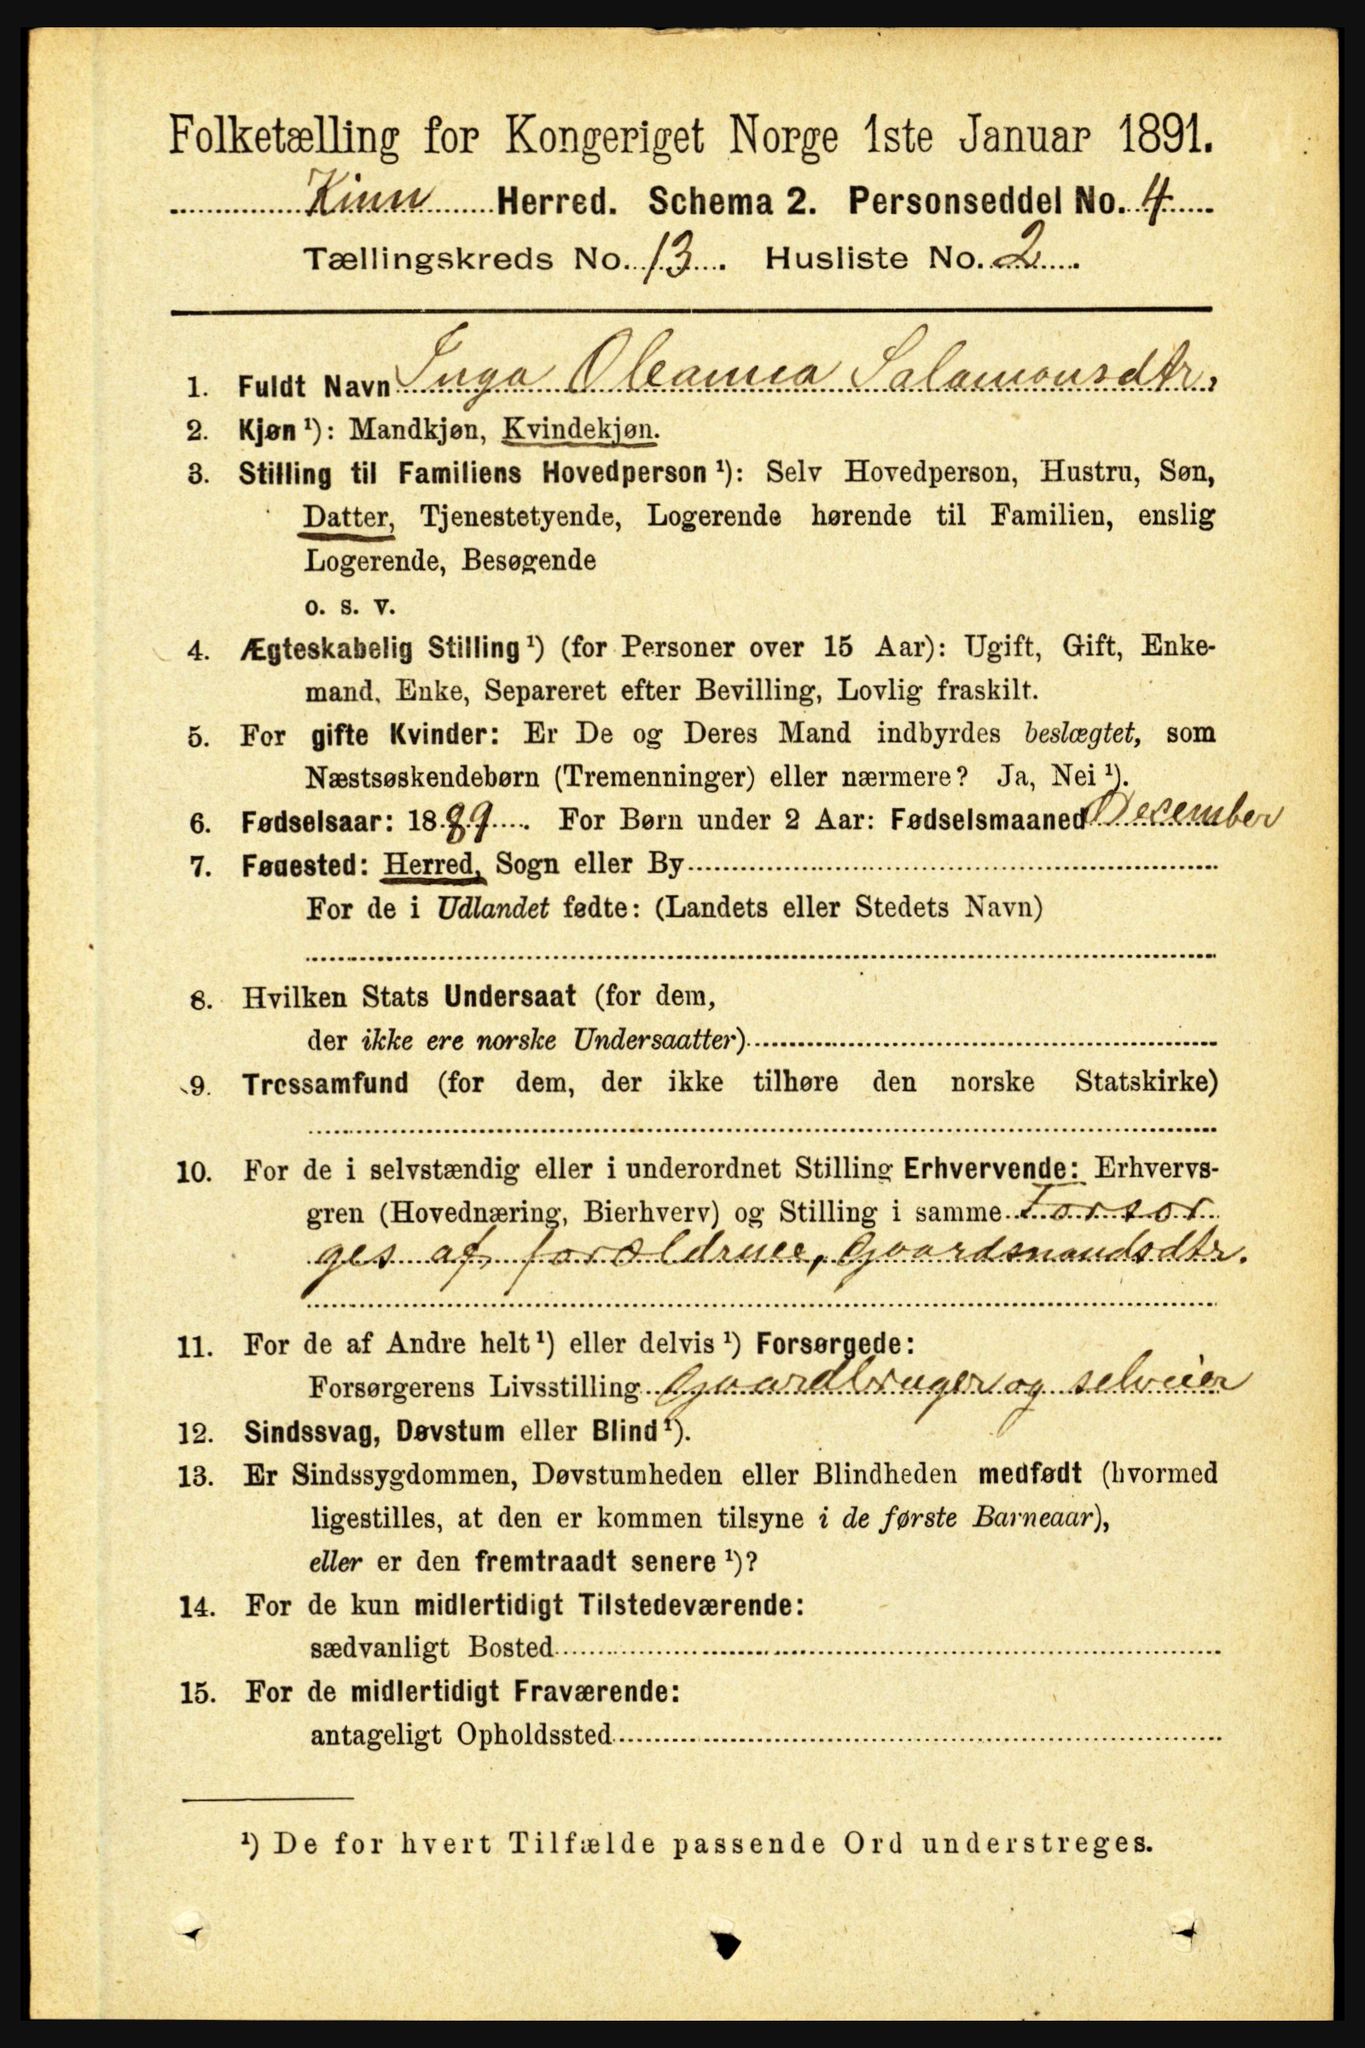 Folketælling for Kongeriget Norge 1ste Januar 1891.
Kinn Herred. Schema 2. Personseddel No. 4
Tællingskreds No. 13. Husliste No. 2.
1. Fuldt Navn Inga Oleanna Salamonsdtr.
2. Kjøn ¹): Mandkjøn, Kvindekjøn.
3. Stilling til Familiens Hovedperson ¹): Selv Hovedperson, Hustru, Søn,
Datter, Tjenestetyende, Logerende hørende til Familien, enslig
Logerende, Besøgende
o. s. v.
4. Ægteskabelig Stilling ¹) (for Personer over 15 Aar): Ugift, Gift, Enke-
mand, Enke, Separeret efter Bevilling, Lovlig fraskilt.
5. For gifte Kvinder: Er De og Deres Mand indbyrdes beslægtet, som
Næstsøskendebørn (Tremenninger) eller nærmere? Ja, Nei ¹).
6. Fødselsaar: 1889. For Børn under 2 Aar: Fødselsmaaned December
7. Fødested: Herred, Sogn eller By
For de i Udlandet fødte: (Landets eller Stedets Navn)
8. Hvilken Stats Undersaat (for dem,
der ikke ere norske Undersaatter)
9. Trossamfund (for dem, der ikke tilhøre den norske Statskirke)
10. For de i selvstændig eller i underordnet Stilling Erhvervende: Erhvervs-
gren (Hovednæring, Bierhverv) og Stilling i samme Forsor
ges af forældrnee, Gaardsmandsdtr.
11. For de af Andre helt ¹) eller delvis ¹) Forsørgede:
Forsørgerens Livsstilling Gaardbruger og selveier
12. Sindssvag, Døvstum eller Blind ¹).
13. Er Sindssygdommen, Døvstumheden eller Blindheden medfødt (hvormed
ligestilles, at den er kommen tilsyne i de første Barneaar),
eller er den fremtraadt senere ¹)?
14. For de kun midlertidigt Tilstedeværende:
sædvanligt Bosted
15. For de midlertidigt Fraværende:
antageligt Opholdssted
¹) De for hvert Tilfælde passende Ord understreges.